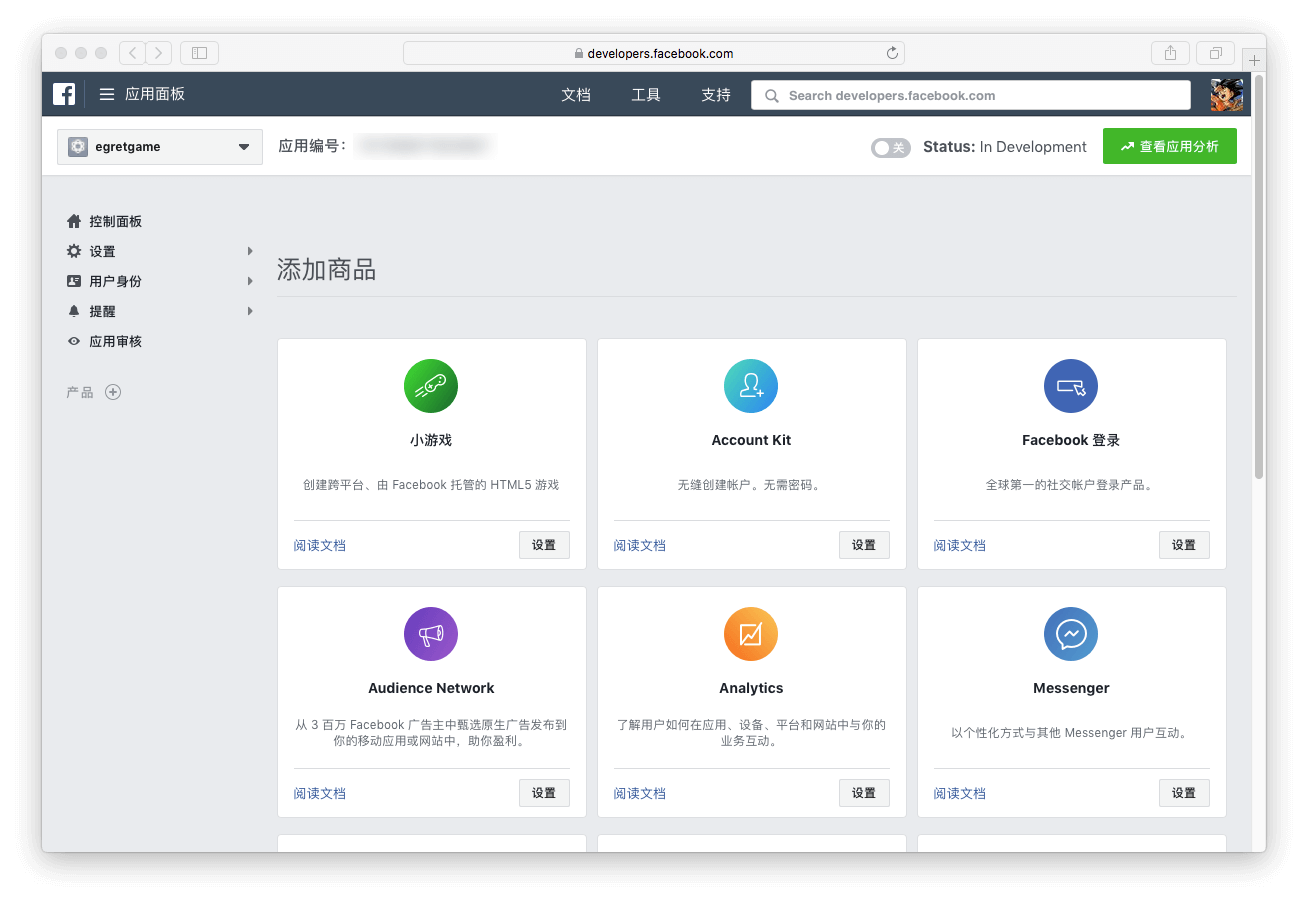 developers.facebook.com
应用面板
文档
工具
支持
Search developers.facebook.com
egretgame
应用编号：
关
Status: In Development
查看应用分析
控制面板
设置
用户身份
提醒
应用审核
产品
添加商品
小游戏
创建跨平台、由 Facebook 托管的 HTML5 游戏
阅读文档
设置
Account Kit
无缝创建帐户。无需密码。
阅读文档
设置
Facebook 登录
全球第一的社交帐户登录产品。
阅读文档
设置
Audience Network
从 3 百万 Facebook 广告主中甄选原生广告发布到
你的移动应用或网站中，助你盈利。
阅读文档
设置
Analytics
了解用户如何在应用、设备、平台和网站中与你的
业务互动。
阅读文档
设置
Messenger
以个性化方式与其他 Messenger 用户互动。
阅读文档
设置